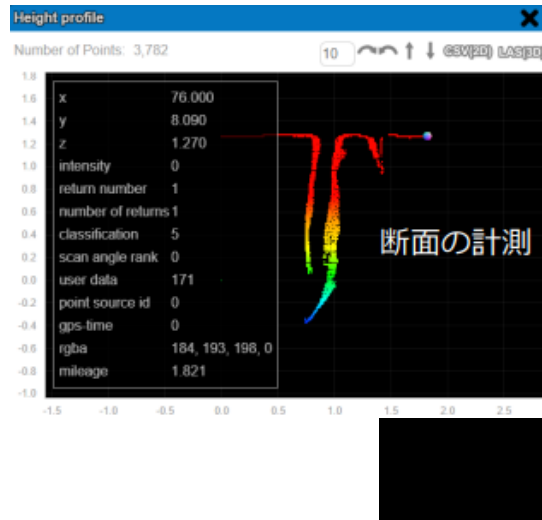 Height profile
Number of Points: 3,782
10
CSV(2D) LAS(3D)
1.8
1.6
1.4
1.2
1.0
0.8
0.6
0.4
0.2
0.0
-0.2
-0.4
-0.6
-0.8
-1.0
x 76.000
y 8.090
z 1.270
intensity 0
return number 1
number of returns 1
classification 5
scan angle rank 0
user data 171
point source id 0
gps-time 0
rgba 184, 193, 198, 0
mileage 1.821
断面の計測
-1.5 -1.0 -0.5 0.0 0.5 1.0 1.5 2.0 2.5